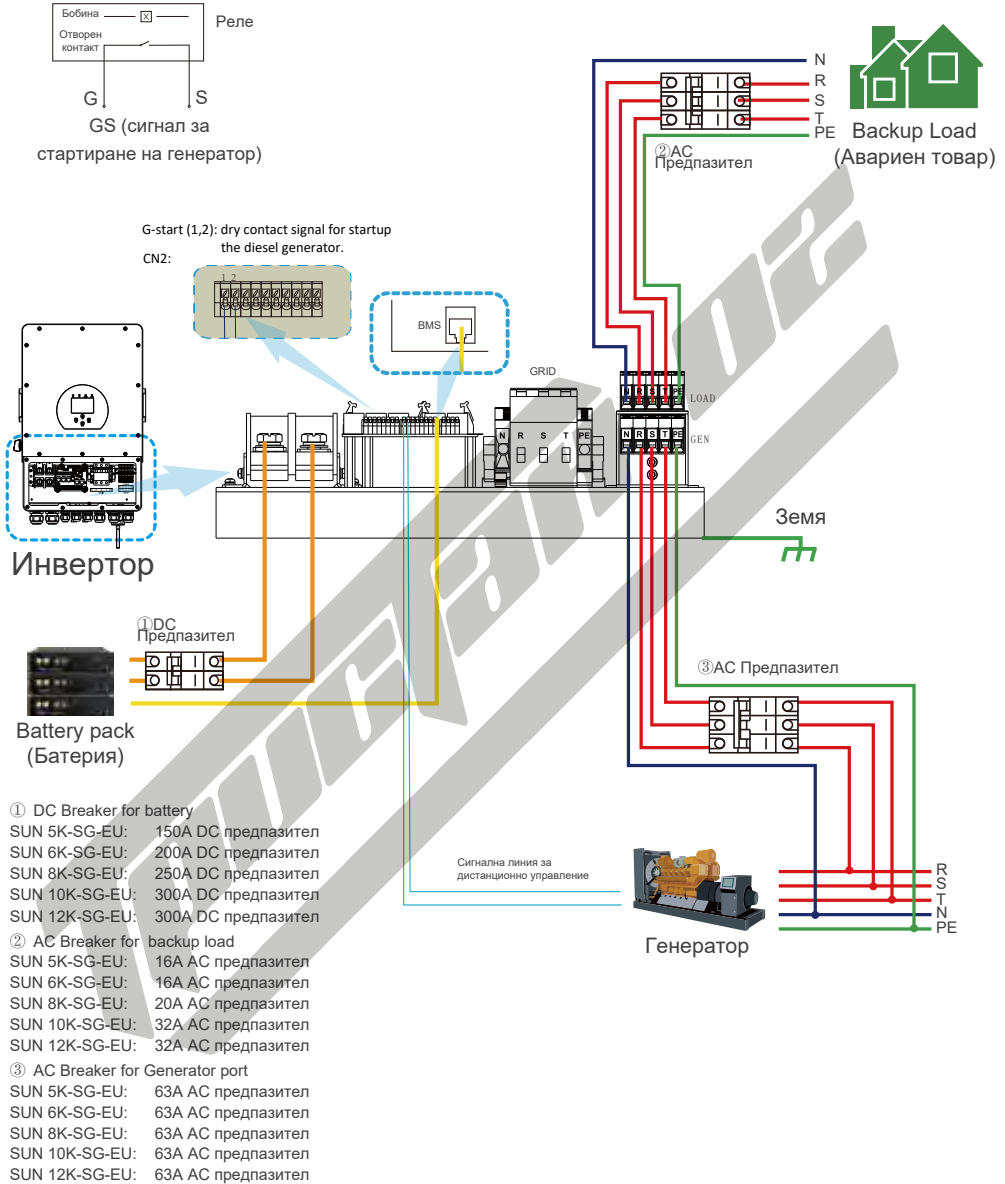 Бобина
Реле
Отворен
контакт
G
S
GS (сигнал за
стартиране на генератор)
N
R
S
T
PE
②AC
Предпазител
Backup Load
(Авариен товар)
G-start (1,2): dry contact signal for startup
the diesel generator.
CN2:
1 2
BMS
GRID
N R S T PE
N R S T PE
LOAD
N R S T PE
GEN
Инвертор
Земя
①DC
Предпазител
③AC Предпазител
Battery pack
(Батерия)
① DC Breaker for battery
SUN 5K-SG-EU: 150A DC предпазител
SUN 6K-SG-EU: 200A DC предпазител
SUN 8K-SG-EU: 250A DC предпазител
SUN 10K-SG-EU: 300A DC предпазител
SUN 12K-SG-EU: 300A DC предпазител
② AC Breaker for backup load
SUN 5K-SG-EU: 16A AC предпазител
SUN 6K-SG-EU: 16A AC предпазител
SUN 8K-SG-EU: 20A AC предпазител
SUN 10K-SG-EU: 32A AC предпазител
SUN 12K-SG-EU: 32A AC предпазител
③ AC Breaker for Generator port
SUN 5K-SG-EU: 63A AC предпазител
SUN 6K-SG-EU: 63A AC предпазител
SUN 8K-SG-EU: 63A AC предпазител
SUN 10K-SG-EU: 63A AC предпазител
SUN 12K-SG-EU: 63A AC предпазител
Сигнална линия за
дистанционно управление
Генератор
R
S
T
N
PE